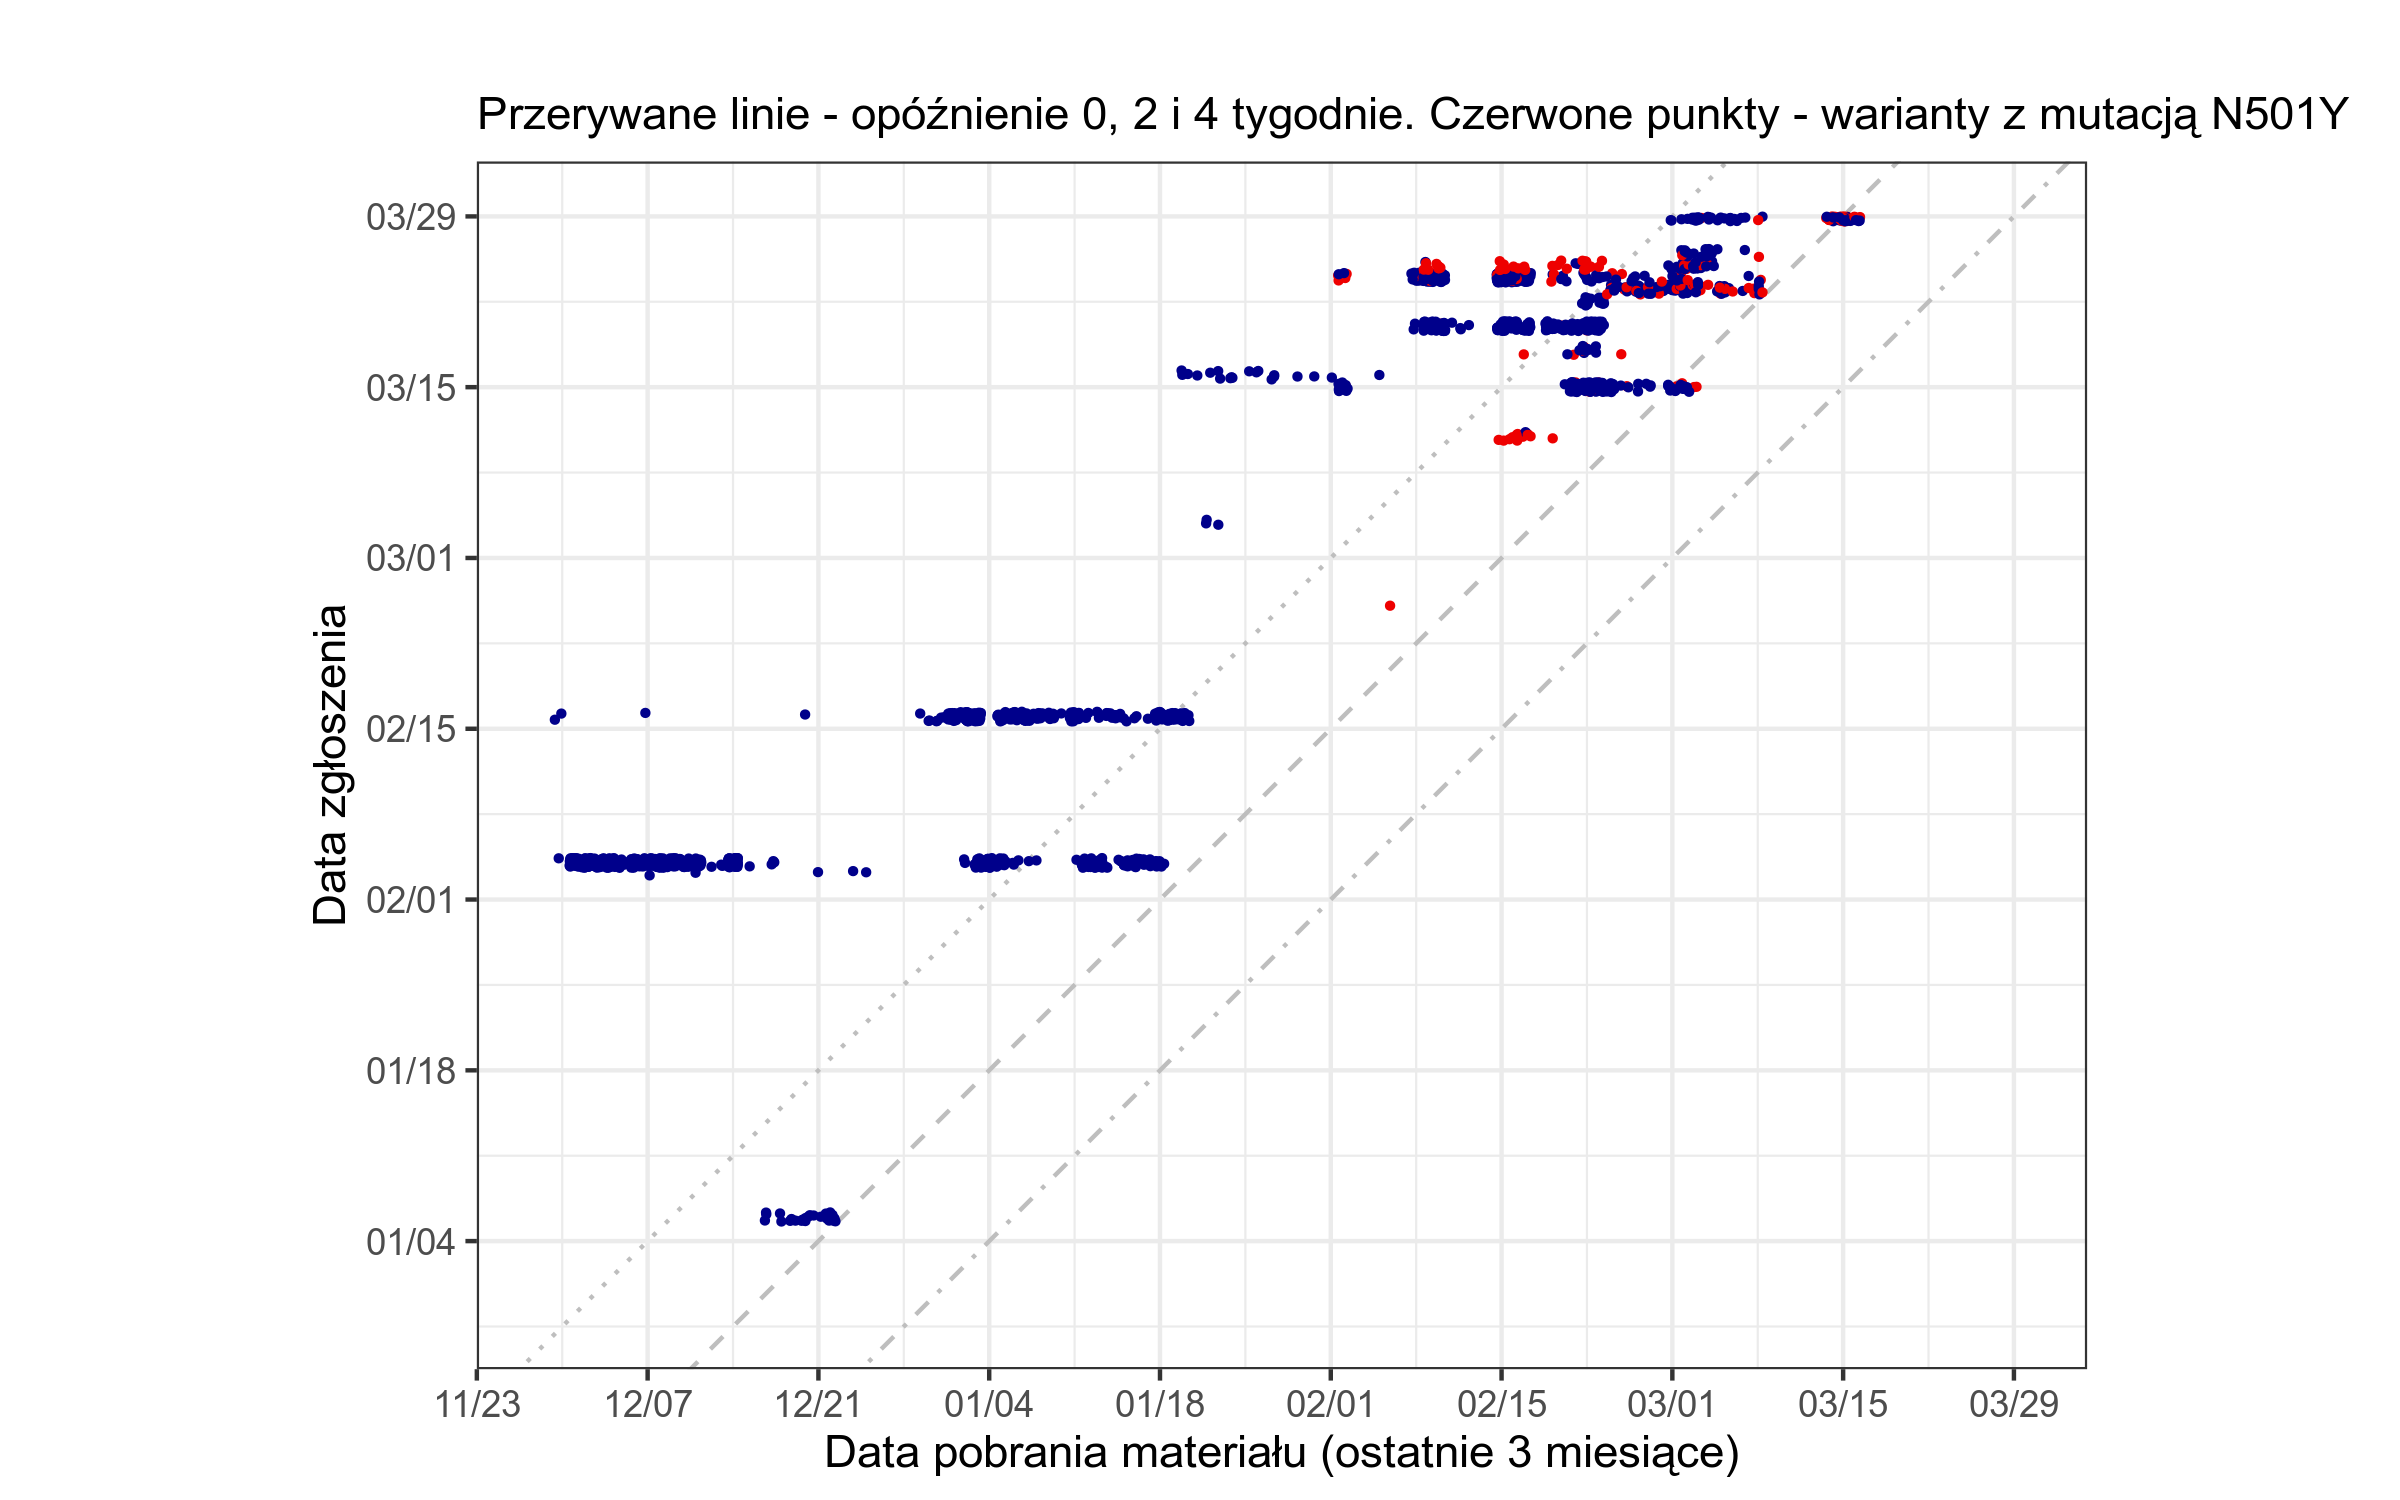 Przerywane linie - opóźnienie 0, 2 i 4 tygodnie. Czerwone punkty - warianty z mutacją N501Y
Data zgłoszenia
03/29
03/15
03/01
02/15
02/01
01/18
01/04
11/23 12/07 12/21 01/04 01/18 02/01 02/15 03/01 03/15 03/29
Data pobrania materiału (ostatnie 3 miesiące)